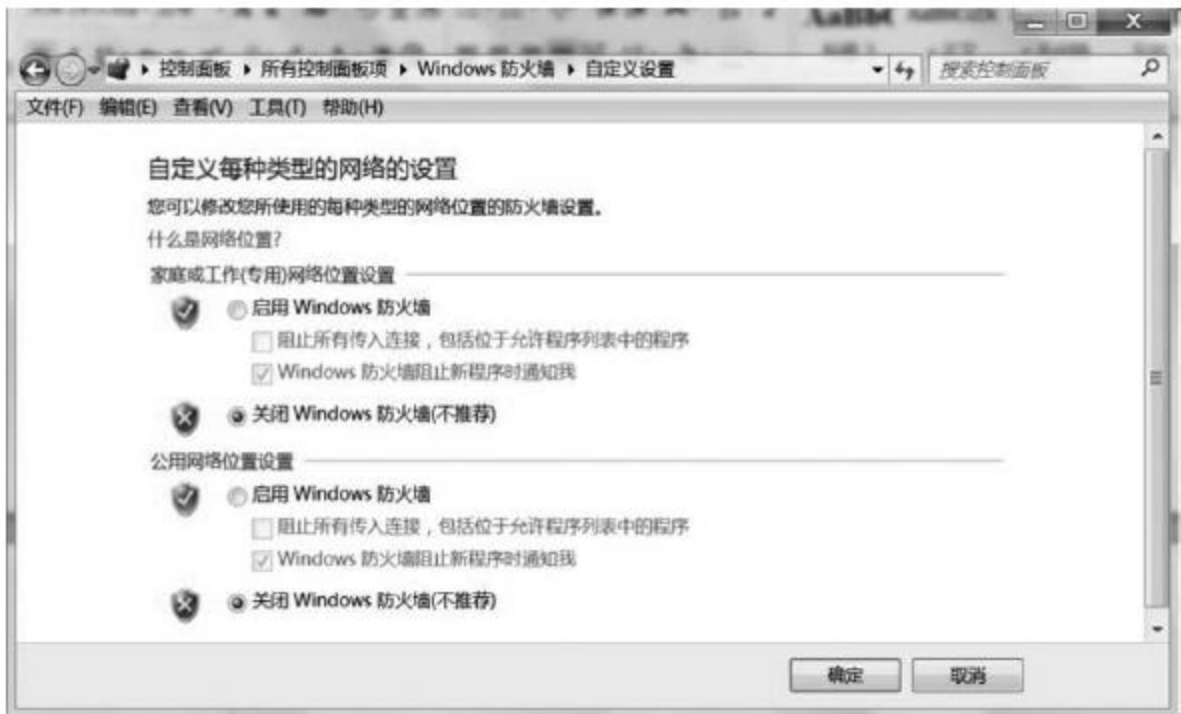 控制面板 ▸ 所有控制面板项 ▸ Windows 防火墙 ▸ 自定义设置
搜索控制面板
文件(F) 编辑(E) 查看(V) 工具(T) 帮助(H)
自定义每种类型的网络的设置
您可以修改您所使用的每种类型的网络位置的防火墙设置。
什么是网络位置?
家庭或工作(专用)网络位置设置
启用 Windows 防火墙
阻止所有传入连接，包括位于允许程序列表中的程序
Windows 防火墙阻止新程序时通知我
关闭 Windows 防火墙(不推荐)
公用网络位置设置
启用 Windows 防火墙
阻止所有传入连接，包括位于允许程序列表中的程序
Windows 防火墙阻止新程序时通知我
关闭 Windows 防火墙(不推荐)
确定 取消